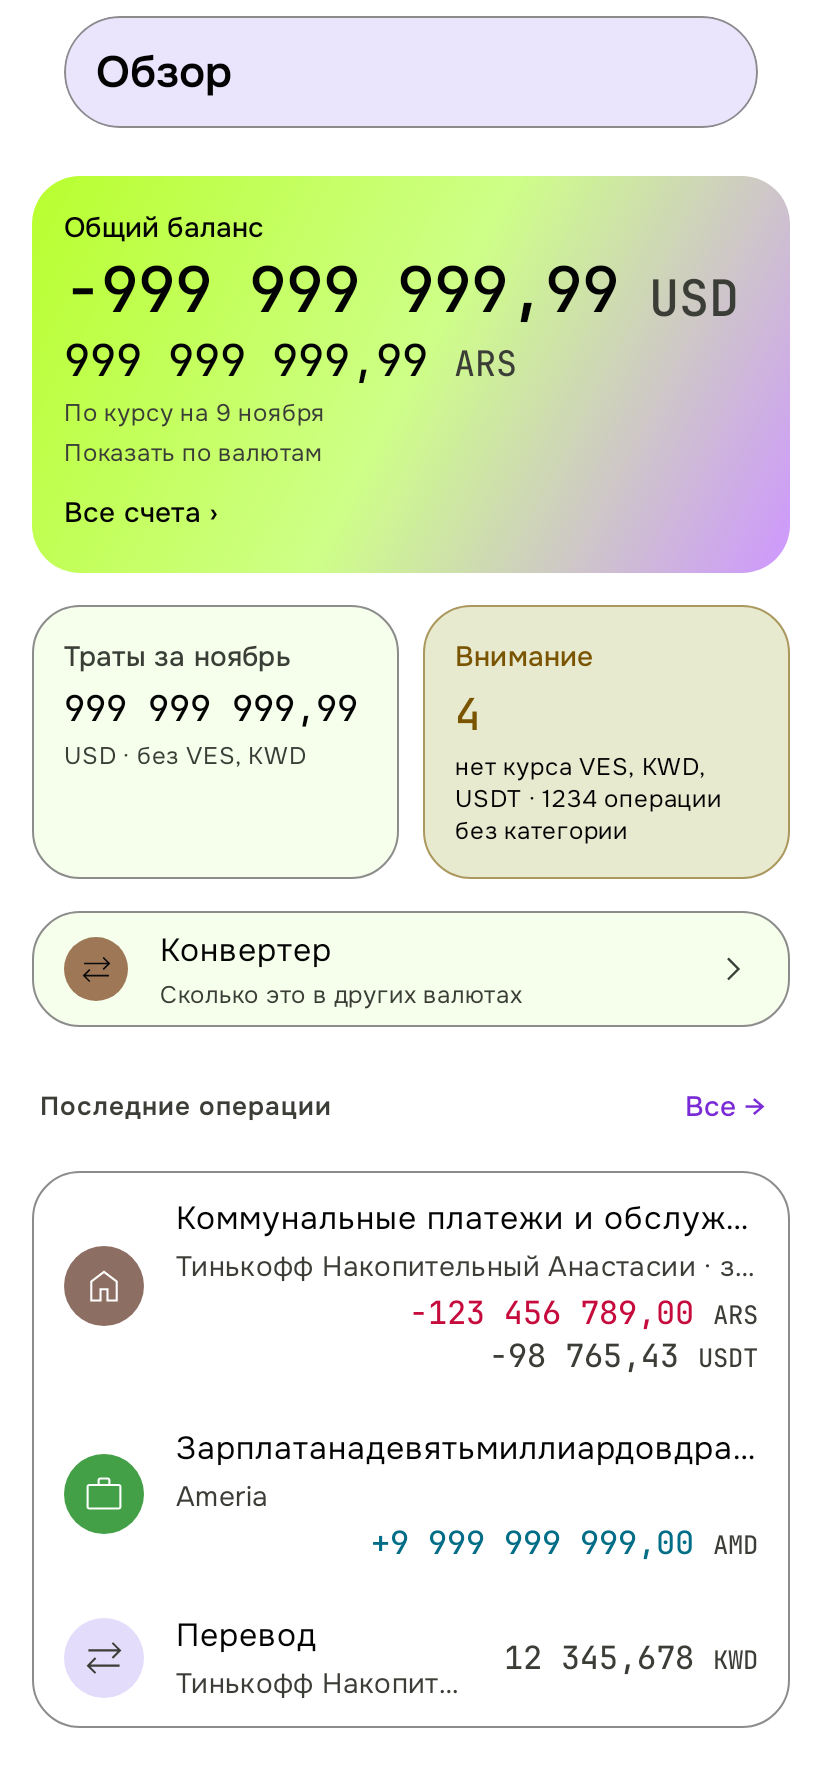 Обзор
Общий баланс
-999 999 999,99 USD
999 999 999,99 ARS
По курсу на 9 ноября
Показать по валютам
Все счета ›
Траты за ноябрь
999 999 999,99
USD · без VES, KWD
Внимание
4
нет курса VES, KWD,
USDT · 1234 операции
без категории
Конвертер
Сколько это в других валютах
Последние операции
Все →
Коммунальные платежи и обслуж...
Тинькофф Накопительный Анастасии · з...
-123 456 789,00 ARS
-98 765,43 USDT
Зарплатанадевятьмиллиардовдра...
Ameria
+9 999 999 999,00 AMD
Перевод
Тинькофф Накопит...
12 345,678 KWD